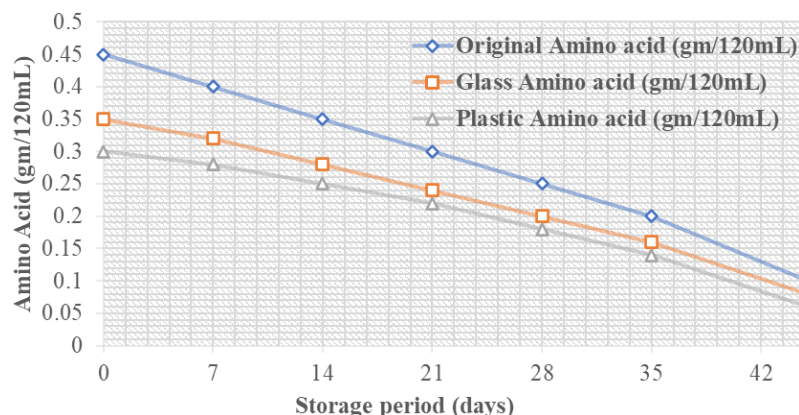 0.5
0.45
0.4
0.35
0.3
0.25
0.2
0.15
0.1
0.05
0
Amino Acid (gm/120mL)
Original Amino acid (gm/120mL)
Glass Amino acid (gm/120mL)
Plastic Amino acid (gm/120mL)
0 7 14 21 28 35 42
Storage period (days)